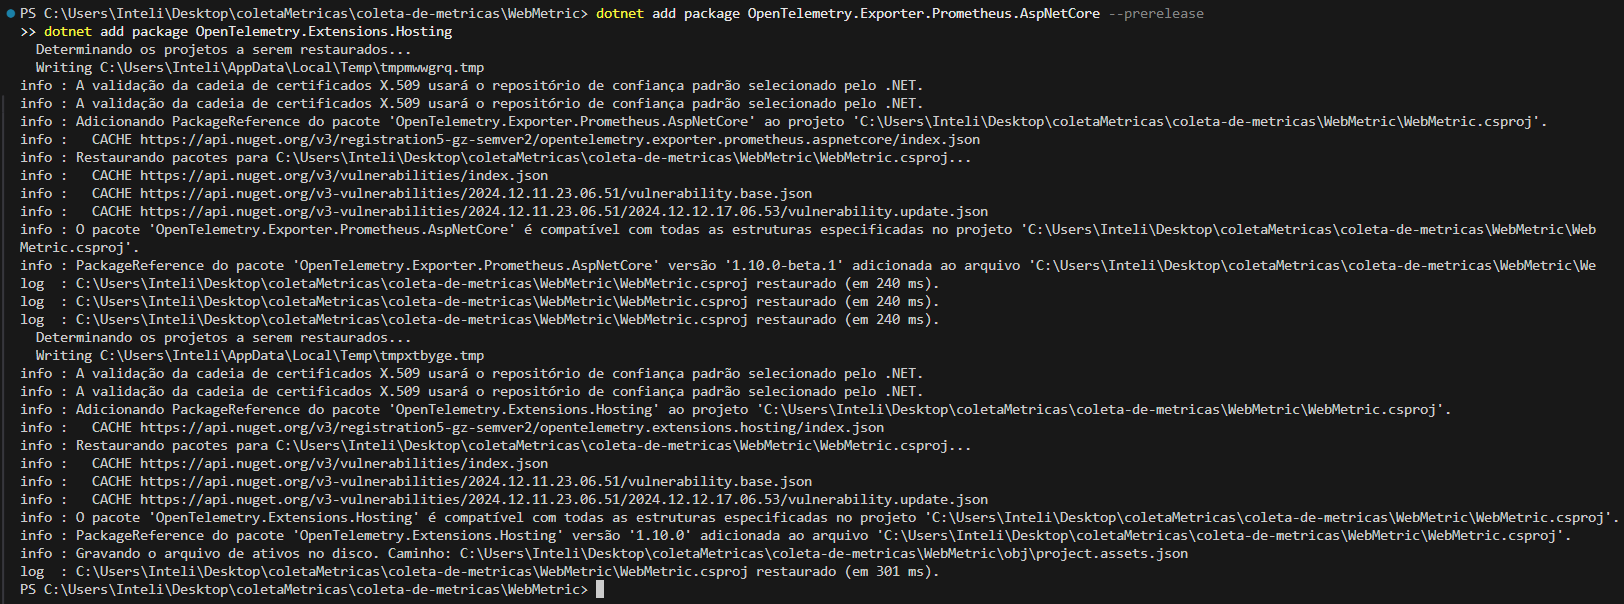 PS C:\Users\Inteli\Desktop\coletaMetricas\coleta-de-metricas\WebMetric> dotnet add package OpenTelemetry.Exporter.Prometheus.AspNetCore --prerelease
>> dotnet add package OpenTelemetry.Extensions.Hosting
  Determinando os projetos a serem restaurados...
  Writing C:\Users\Inteli\AppData\Local\Temp\tmpmwwgrq.tmp
info : A validação da cadeia de certificados X.509 usará o repositório de confiança padrão selecionado pelo .NET.
info : A validação da cadeia de certificados X.509 usará o repositório de confiança padrão selecionado pelo .NET.
info : Adicionando PackageReference do pacote 'OpenTelemetry.Exporter.Prometheus.AspNetCore' ao projeto 'C:\Users\Inteli\Desktop\coletaMetricas\coleta-de-metricas\WebMetric\WebMetric.csproj'.
info :   CACHE https://api.nuget.org/v3/registration5-gz-semver2/opentelemetry.exporter.prometheus.aspnetcore/index.json
info : Restaurando pacotes para C:\Users\Inteli\Desktop\coletaMetricas\coleta-de-metricas\WebMetric\WebMetric.csproj...
info :   CACHE https://api.nuget.org/v3/vulnerabilities/index.json
info :   CACHE https://api.nuget.org/v3-vulnerabilities/2024.12.11.23.06.51/vulnerability.base.json
info :   CACHE https://api.nuget.org/v3-vulnerabilities/2024.12.11.23.06.51/2024.12.12.17.06.53/vulnerability.update.json
info : O pacote 'OpenTelemetry.Exporter.Prometheus.AspNetCore' é compatível com todas as estruturas especificadas no projeto 'C:\Users\Inteli\Desktop\coletaMetricas\coleta-de-metricas\WebMetric\Web
Metric.csproj'.
info : PackageReference do pacote 'OpenTelemetry.Exporter.Prometheus.AspNetCore' versão '1.10.0-beta.1' adicionada ao arquivo 'C:\Users\Inteli\Desktop\coletaMetricas\coleta-de-metricas\WebMetric\We
log  : C:\Users\Inteli\Desktop\coletaMetricas\coleta-de-metricas\WebMetric\WebMetric.csproj restaurado (em 240 ms).
log  : C:\Users\Inteli\Desktop\coletaMetricas\coleta-de-metricas\WebMetric\WebMetric.csproj restaurado (em 240 ms).
log  : C:\Users\Inteli\Desktop\coletaMetricas\coleta-de-metricas\WebMetric\WebMetric.csproj restaurado (em 240 ms).
  Determinando os projetos a serem restaurados...
  Writing C:\Users\Inteli\AppData\Local\Temp\tmpxtbyge.tmp
info : A validação da cadeia de certificados X.509 usará o repositório de confiança padrão selecionado pelo .NET.
info : A validação da cadeia de certificados X.509 usará o repositório de confiança padrão selecionado pelo .NET.
info : Adicionando PackageReference do pacote 'OpenTelemetry.Extensions.Hosting' ao projeto 'C:\Users\Inteli\Desktop\coletaMetricas\coleta-de-metricas\WebMetric\WebMetric.csproj'.
info :   CACHE https://api.nuget.org/v3/registration5-gz-semver2/opentelemetry.extensions.hosting/index.json
info : Restaurando pacotes para C:\Users\Inteli\Desktop\coletaMetricas\coleta-de-metricas\WebMetric\WebMetric.csproj...
info :   CACHE https://api.nuget.org/v3/vulnerabilities/index.json
info :   CACHE https://api.nuget.org/v3-vulnerabilities/2024.12.11.23.06.51/vulnerability.base.json
info :   CACHE https://api.nuget.org/v3-vulnerabilities/2024.12.11.23.06.51/2024.12.12.17.06.53/vulnerability.update.json
info : O pacote 'OpenTelemetry.Extensions.Hosting' é compatível com todas as estruturas especificadas no projeto 'C:\Users\Inteli\Desktop\coletaMetricas\coleta-de-metricas\WebMetric\WebMetric.csproj'.
info : PackageReference do pacote 'OpenTelemetry.Extensions.Hosting' versão '1.10.0' adicionada ao arquivo 'C:\Users\Inteli\Desktop\coletaMetricas\coleta-de-metricas\WebMetric\WebMetric.csproj'.
info : Gravando o arquivo de ativos no disco. Caminho: C:\Users\Inteli\Desktop\coletaMetricas\coleta-de-metricas\WebMetric\obj\project.assets.json
log  : C:\Users\Inteli\Desktop\coletaMetricas\coleta-de-metricas\WebMetric\WebMetric.csproj restaurado (em 301 ms).
PS C:\Users\Inteli\Desktop\coletaMetricas\coleta-de-metricas\WebMetric>